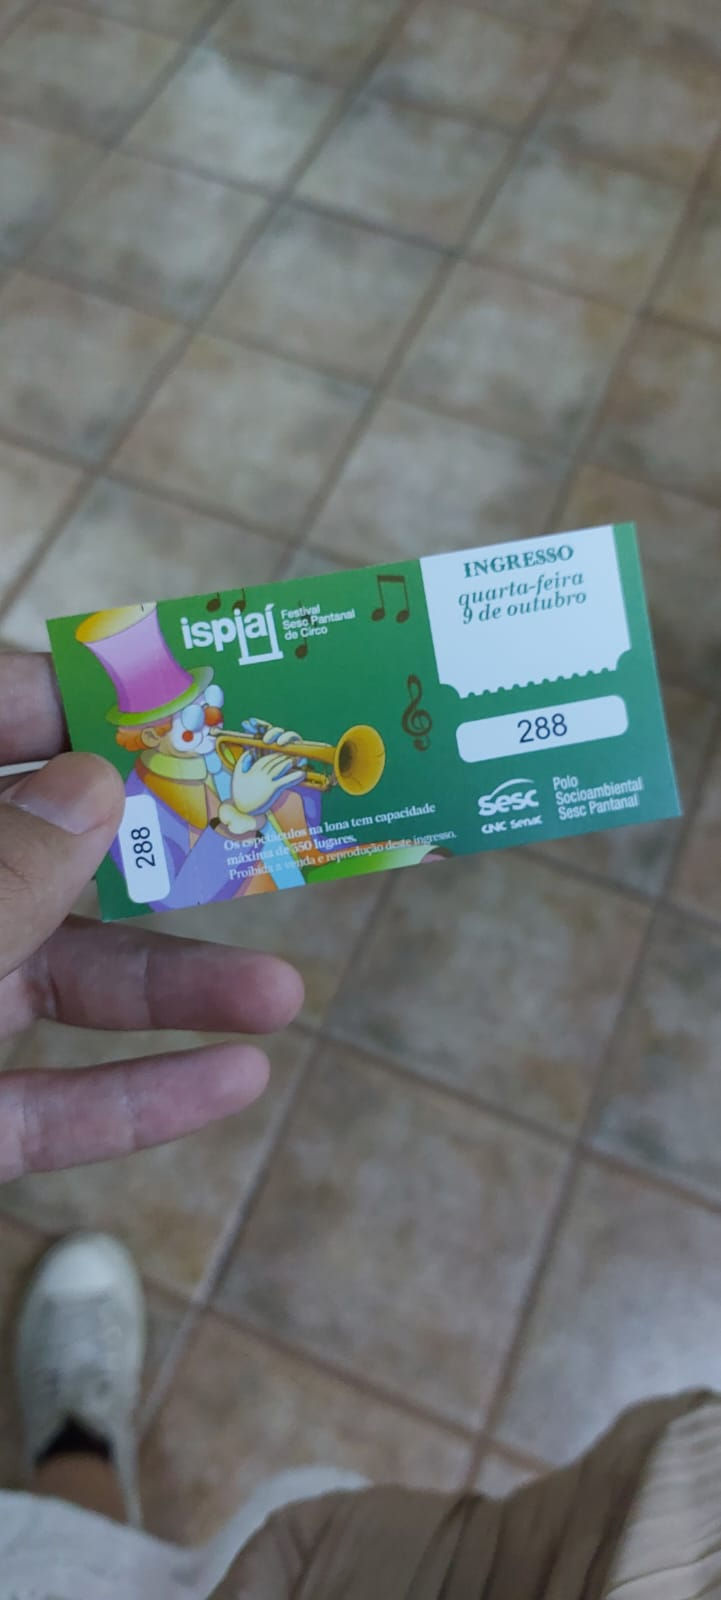 ispiaí
Festival
Sesc Pantanal
de Circo
INGRESSO
quarta-feira
9 de outubro
288
288
Os espetáculos na lona tem capacidade
máxima de 350 lugares.
Proibida a venda e reprodução deste ingresso.
sesc
CNC Senac
Polo
Socioambiental
Sesc Pantanal